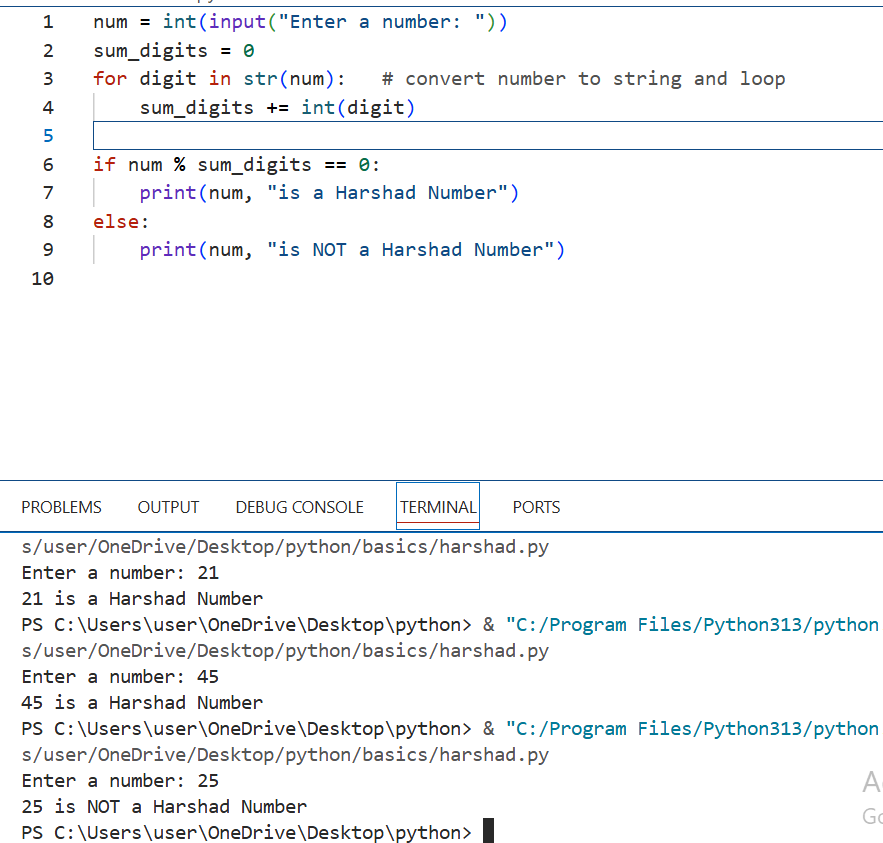 1 num = int(input("Enter a number: "))
2 sum_digits = 0
3 for digit in str(num):   # convert number to string and loop
4     sum_digits += int(digit)
5
6 if num % sum_digits == 0:
7     print(num, "is a Harshad Number")
8 else:
9     print(num, "is NOT a Harshad Number")
10
PROBLEMS OUTPUT DEBUG CONSOLE TERMINAL PORTS
s/user/OneDrive/Desktop/python/basics/harshad.py
Enter a number: 21
21 is a Harshad Number
PS C:\Users\user\OneDrive\Desktop\python> & "C:/Program Files/Python313/python
s/user/OneDrive/Desktop/python/basics/harshad.py
Enter a number: 45
45 is a Harshad Number
PS C:\Users\user\OneDrive\Desktop\python> & "C:/Program Files/Python313/python
s/user/OneDrive/Desktop/python/basics/harshad.py
Enter a number: 25
25 is NOT a Harshad Number
PS C:\Users\user\OneDrive\Desktop\python>